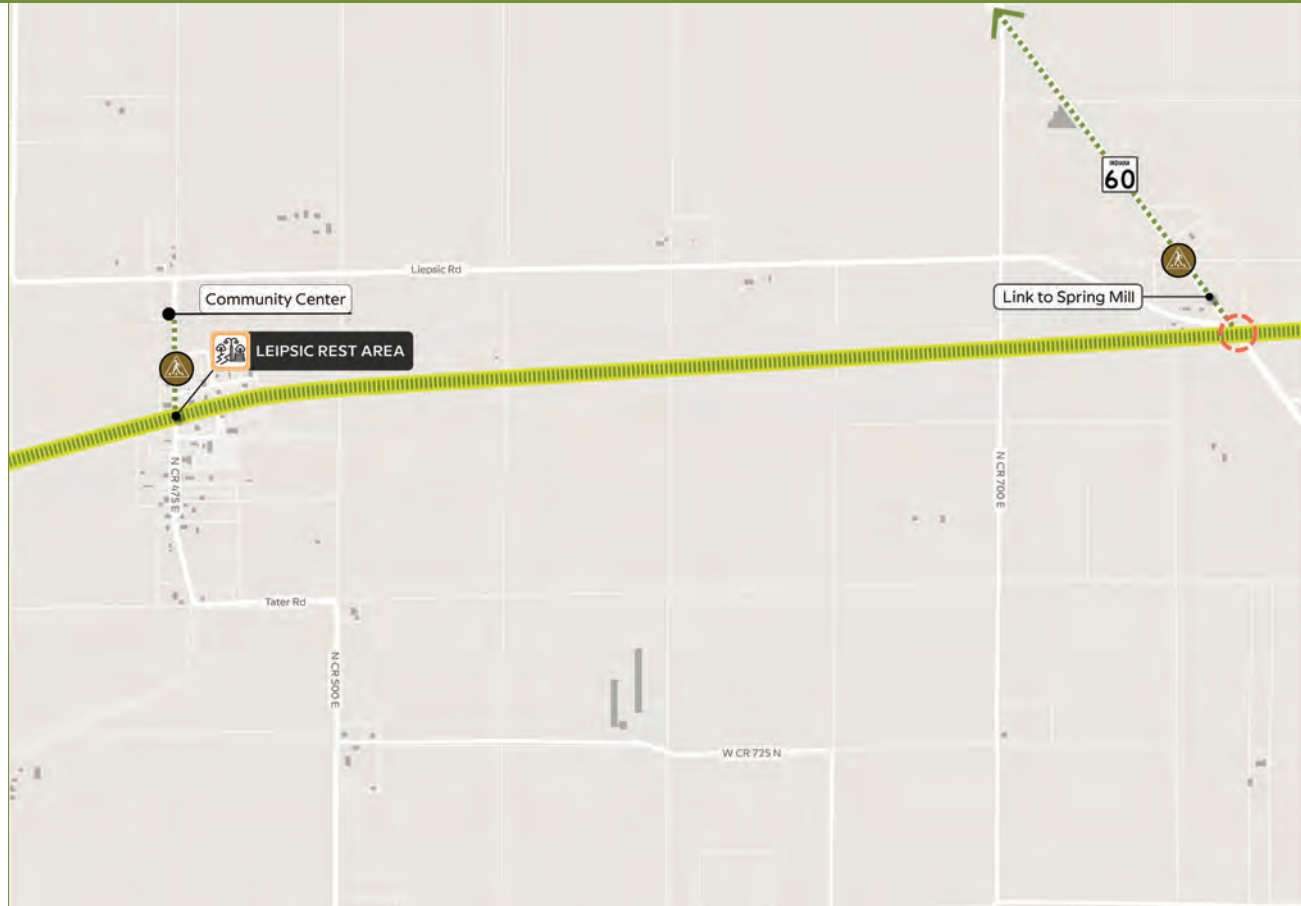 INDIANA
60
Liepsic Rd
Community Center
Link to Spring Mill
LEIPSIC REST AREA
N CR 475 E
N CR 700 E
Tater Rd
N CR 500 E
W CR 725 N